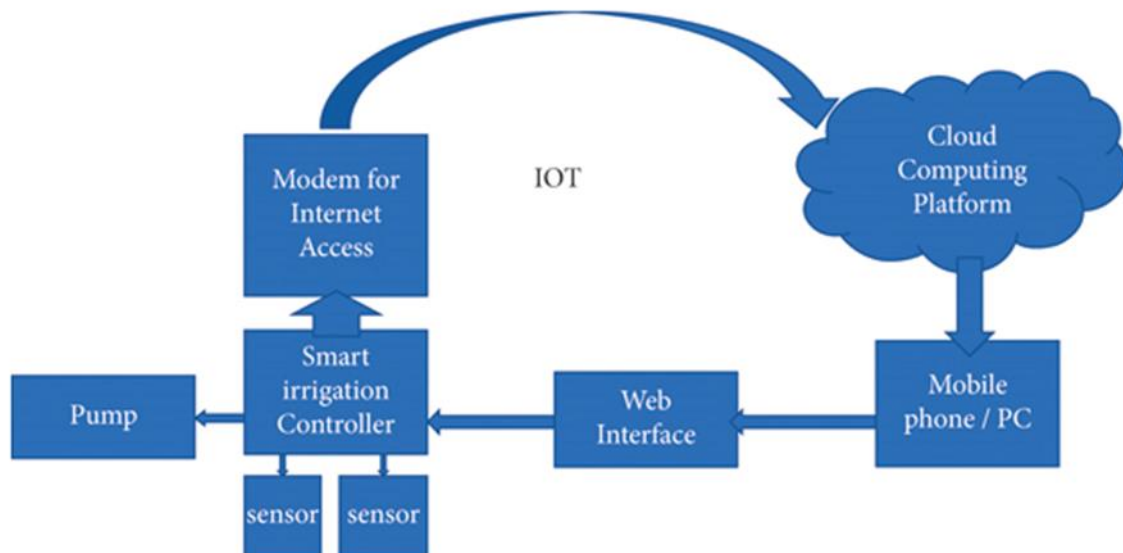 Modem for
Internet
Access
IOT
Cloud
Computing
Platform
Smart
irrigation
Controller
Pump
Web
Interface
Mobile
phone / PC
sensor
sensor